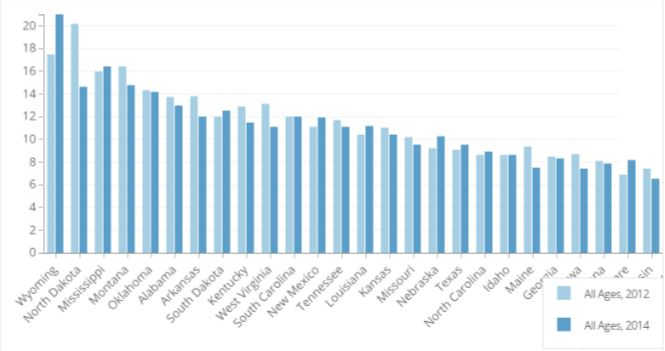 20
18
16
14
12
10
8
6
4
2
0
Wyoming
North Dakota
Mississippi
Montana
Oklahoma
Alabama
Arkansas
South Dakota
Kentucky
West Virginia
South Carolina
New Mexico
Tennessee
Louisiana
Kansas
Missouri
Nebraska
Texas
North Carolina
Idaho
Maine
Georgia
All Ages, 2012
All Ages, 2014